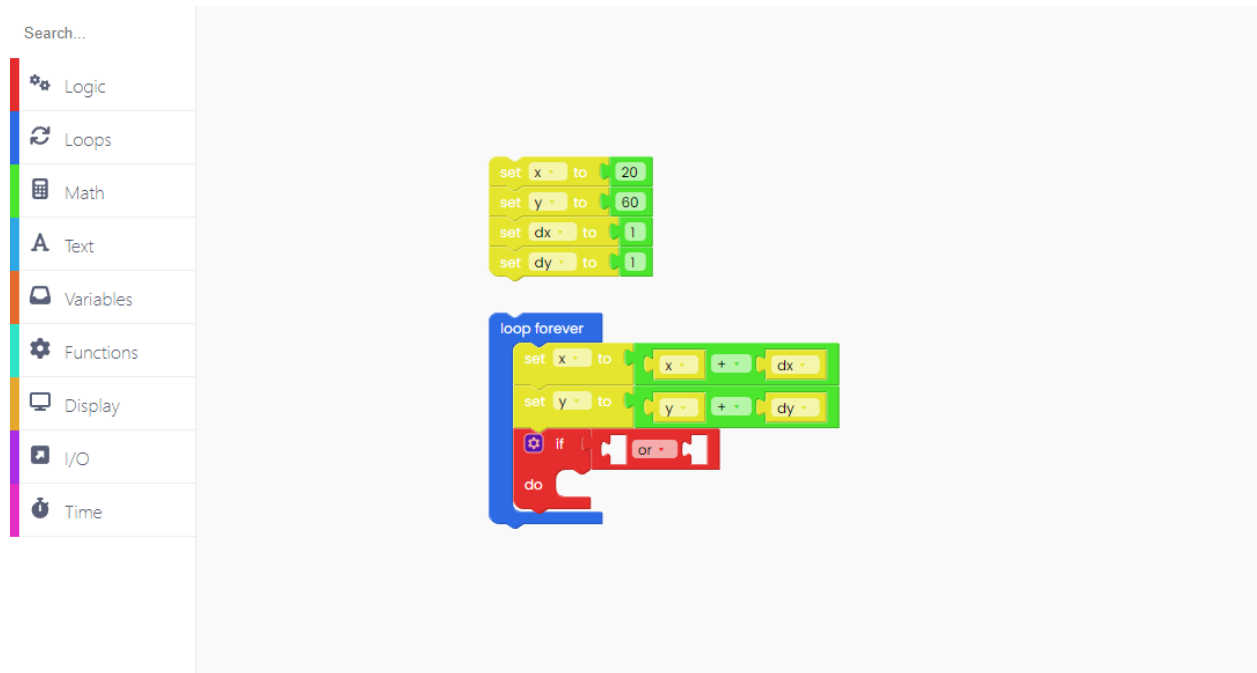 Search...
Logic
Loops
Math
Text
Variables
Functions
Display
I/O
Time
set x to 20
set y to 60
set dx to 1
set dy to 1
loop forever
set x to x + dx
set y to y + dy
if or
do